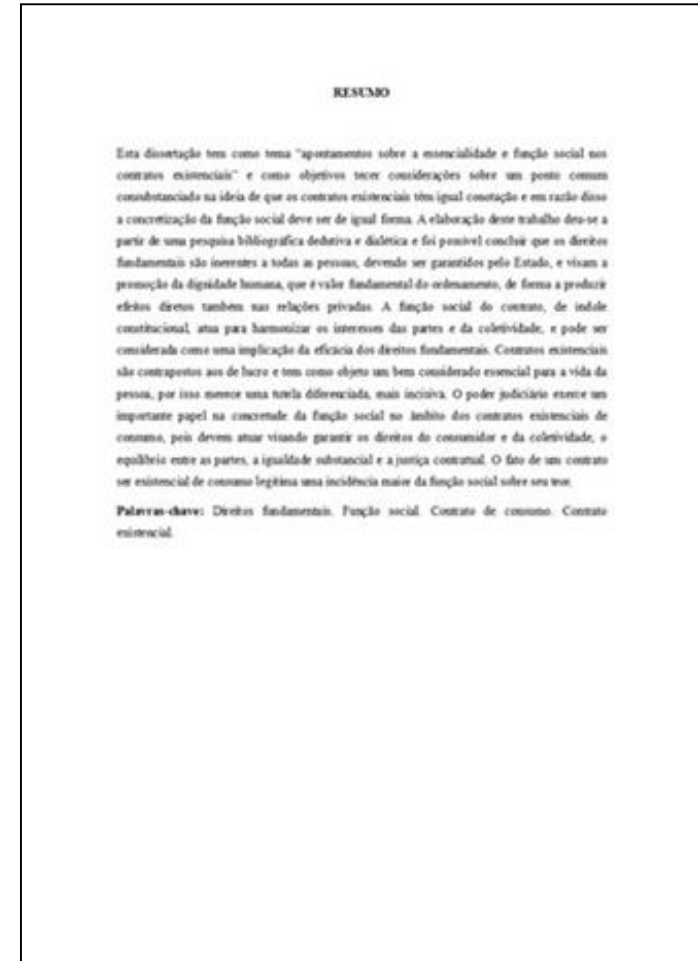 RESUMO
Esta dissertação tem como tema "apontamentos sobre a essencialidade e função social nos
contratos existenciais" e como objetivos tecer considerações sobre um ponto comum
consubstanciado na ideia de que os contratos existenciais têm igual conotação e em razão disso
a concretização da função social deve ser de igual forma. A elaboração deste trabalho deu-se a
partir de uma pesquisa bibliográfica dedutiva e dialética e foi possível concluir que os direitos
fundamentais são inerentes a todas as pessoas, devendo ser garantidos pelo Estado, e visam a
promoção da dignidade humana, que é valor fundamental do ordenamento, de forma a produzir
efeitos diretos também nas relações privadas. A função social do contrato, de índole
constitucional, atua para harmonizar os interesses das partes e da coletividade, e pode ser
considerada como uma implicação da eficácia dos direitos fundamentais. Contratos existenciais
são contrapostos aos de lucro e tem como objeto um bem considerado essencial para a vida da
pessoa, por isso merece uma tutela diferenciada, mais incisiva. O poder judiciário exerce um
importante papel na concretude da função social no âmbito dos contratos existenciais de
consumo, pois devem atuar visando garantir os direitos do consumidor e da coletividade, o
equilíbrio entre as partes, a igualdade substancial e a justiça contratual. O fato de um contrato
ser existencial de consumo legitima uma incidência maior da função social sobre seu teor.
Palavras-chave: Direitos fundamentais. Função social. Contrato de consumo. Contrato
existencial.